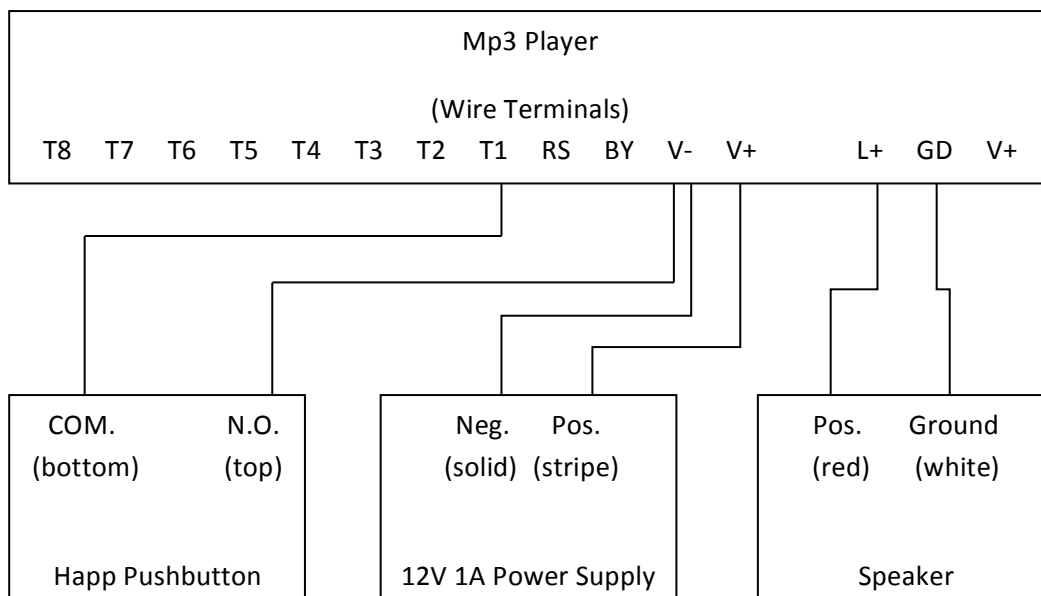 Mp3 Player
(Wire Terminals)
T8 T7 T6 T5 T4 T3 T2 T1 RS BY V- V+ L+ GD V+
COM. N.O. Neg. Pos. Pos. Ground
(bottom) (top) (solid) (stripe) (red) (white)
Happ Pushbutton 12V 1A Power Supply Speaker